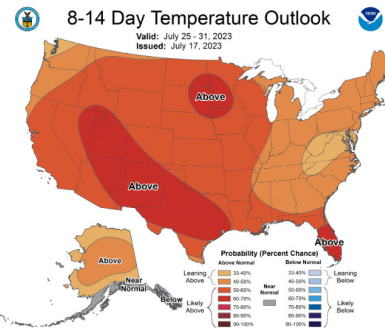 8-14 Day Temperature Outlook
Valid: July 25 - 31, 2023
Issued: July 17, 2023
Above
Above
Above
Above
Near
Normal
Below
Probability (Percent Chance)
Above Normal
Below Normal
Leaning
Above
33-40%
40-50%
50-60%
60-70%
Likely
Above
70-80%
80-90%
90-100%
Near
Normal
33-40%
40-50%
50-60%
60-70%
70-80%
80-90%
90-100%
Leaning
Below
Likely
Below